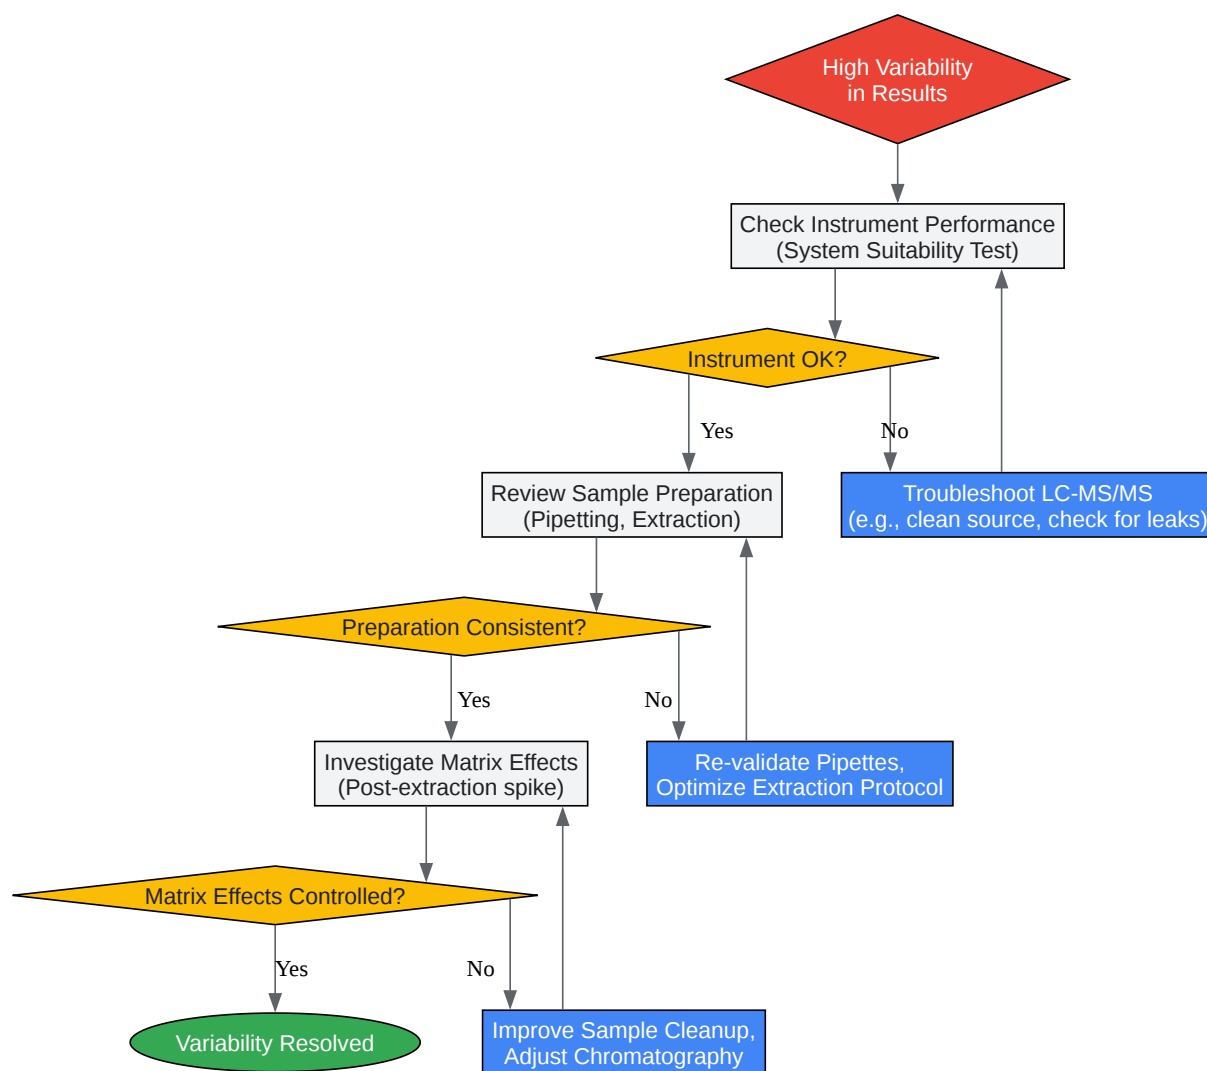 High Variability
in Results
Check Instrument Performance
(System Suitability Test)
Instrument OK?
Yes
No
Review Sample Preparation
(Pipetting, Extraction)
Troubleshoot LC-MS/MS
(e.g., clean source, check for leaks)
Preparation Consistent?
Yes
No
Investigate Matrix Effects
(Post-extraction spike)
Re-validate Pipettes,
Optimize Extraction Protocol
Matrix Effects Controlled?
Yes
No
Variability Resolved
Improve Sample Cleanup,
Adjust Chromatography